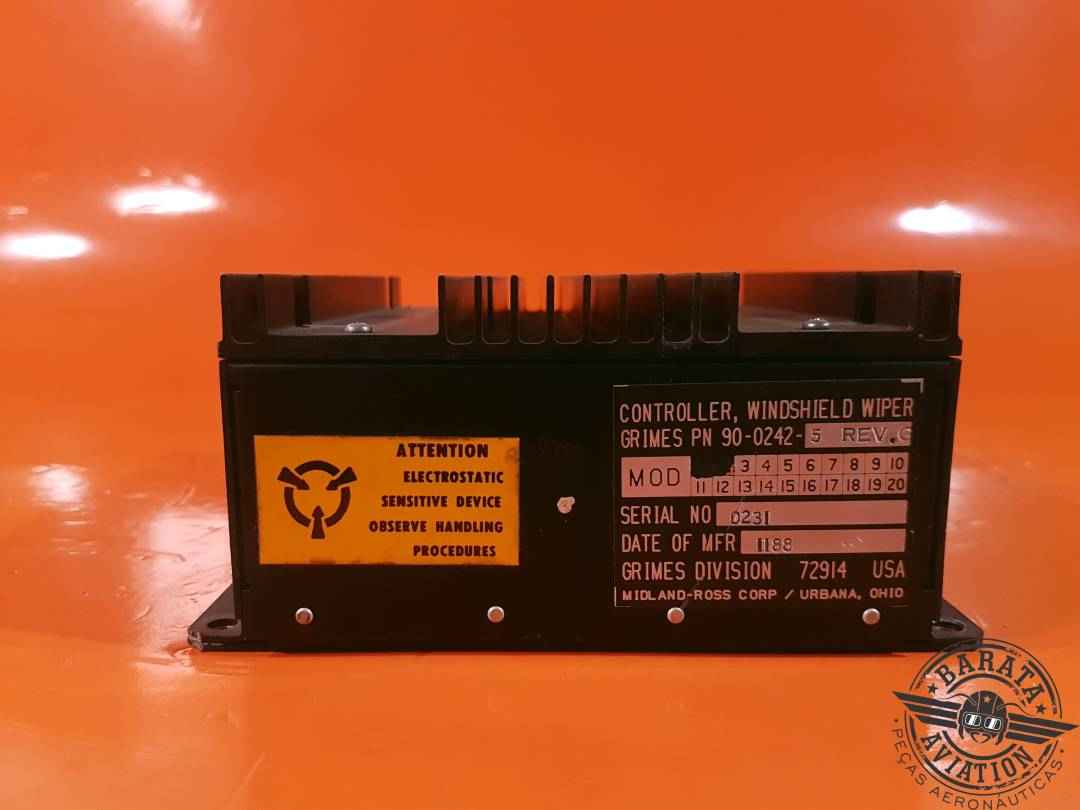 ATTENTION
ELECTROSTATIC
SENSITIVE DEVICE
OBSERVE HANDLING
PROCEDURES
CONTROLLER, WINDSHIELD WIPER
GRIMES PN 90-0242-5 REV.
MOD 3 4 5 6 7 8 9 10
11 12 13 14 15 16 17 18 19 20
SERIAL NO 0231
DATE OF MFR 1188
GRIMES DIVISION 72914 USA
MIDLAND-ROSS CORP / URBANA, OHIO
BARATA
AVIATION
PEÇAS AERONÁUTICAS